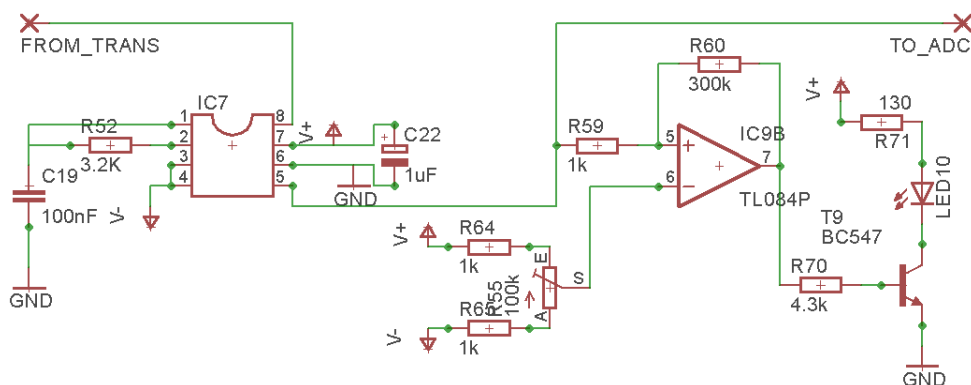 FROM_TRANS
TO_ADC
IC7
1
2
3
4
8
7
6
5
R52
3.2K
C19
100nF
V-
GND
V+
C22
1uF
GND
R59
1k
R60
300k
5
6
7
+
-
IC9B
TL084P
V+
130
R71
LED10
T9
BC547
R70
4.3k
GND
V+
R64
1k
E
S
A
R55
100k
R65
1k
V-